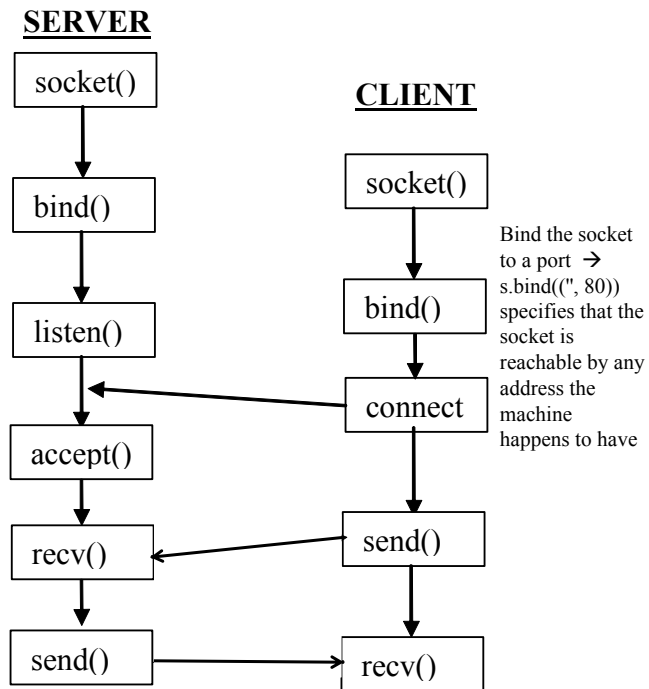 SERVER
socket()
bind()
listen()
accept()
recv()
send()
CLIENT
socket()
bind()
connect
send()
recv()
Bind the socket
to a port →
s.bind(('', 80))
specifies that the
socket is
reachable by any
address the
machine
happens to have